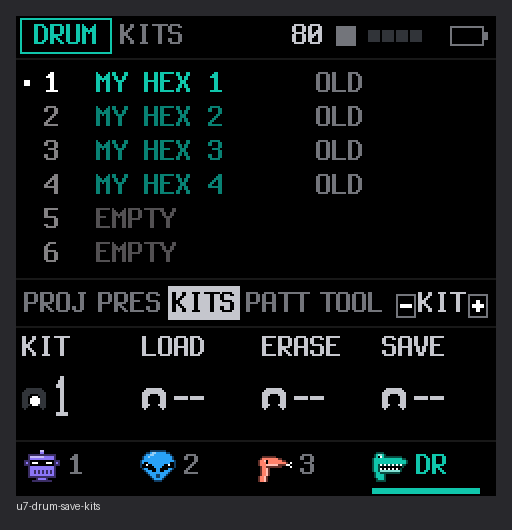 DRUM KITS 80
1 MY HEX 1 OLD
2 MY HEX 2 OLD
3 MY HEX 3 OLD
4 MY HEX 4 OLD
5 EMPTY
6 EMPTY
PROJ PRES KITS PATT TOOL -KIT+
KIT LOAD ERASE SAVE
1 -- -- --
1 2 3 DR
u7-drum-save-kits